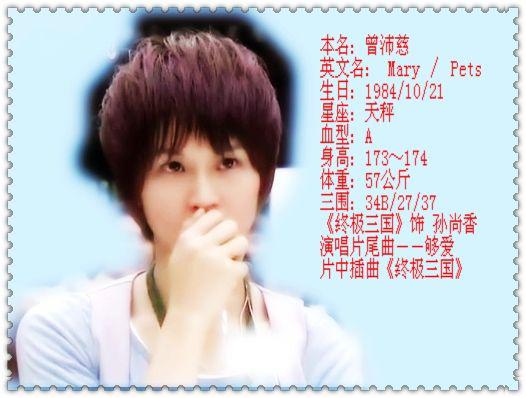 本名: 曾沛慈
英文名: Mary / Pets
生日: 1984/10/21
星座: 天秤
血型: A
身高: 173～174
体重: 57公斤
三围: 34B/27/37
《终极三国》饰 孙尚香
演唱片尾曲－－够爱
片中插曲《终极三国》